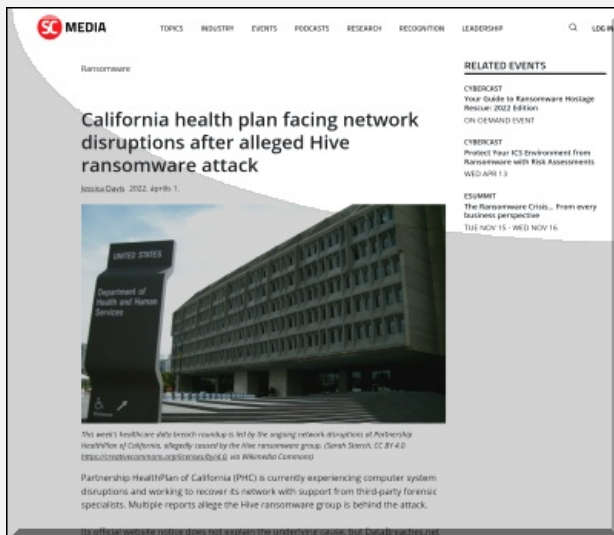 SC MEDIA
TOPICS INDUSTRY EVENTS PODCASTS RESEARCH RECOGNITION LEADERSHIP LOG IN
Ransomware
California health plan facing network
disruptions after alleged Hive
ransomware attack
Jessica Davis 2022. április 1.
UNITED STATES
Department of
Health and Human
Services
This week's healthcare data breach roundup is led by the ongoing network disruptions at Partnership
HealthPlan of California, allegedly caused by the Hive ransomware group. (Sarah Stierch, CC BY 4.0
https://creativecommons.org/licenses/by/4.0, via Wikimedia Commons)
Partnership HealthPlan of California (PHC) is currently experiencing computer system
disruptions and working to recover its network with support from third-party forensic
specialists. Multiple reports allege the Hive ransomware group is behind the attack.
Its official website notice does not explain the underlying cause, but DataBreaches.net
RELATED EVENTS
CYBERCAST
Your Guide to Ransomware Hostage
Rescue: 2022 Edition
ON-DEMAND EVENT
CYBERCAST
Protect Your ICS Environment from
Ransomware with Risk Assessments
WED APR 13
ESUMMIT
The Ransomware Crisis... From every
business perspective
TUE NOV 15 - WED NOV 16